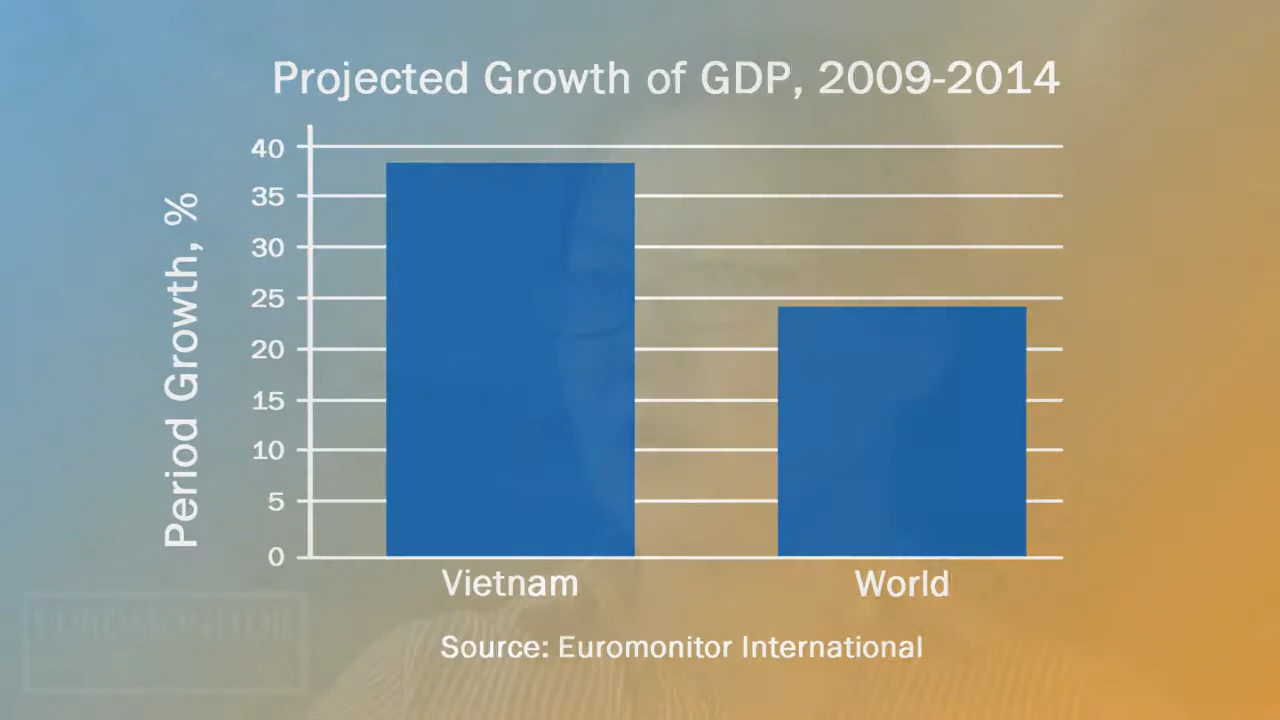 Projected Growth of GDP, 2009-2014
Period Growth, %
40
35
30
25
20
15
10
5
0
Vietnam
World
Source: Euromonitor International
EUROMONITOR